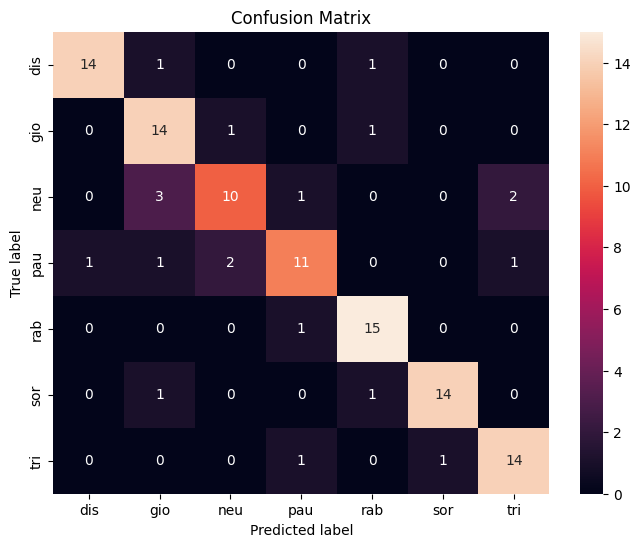 Confusion Matrix
True label
dis 14 1 0 0 1 0 0
gio 0 14 1 0 1 0 0
neu 0 3 10 1 0 0 2
pau 1 1 2 11 0 0 1
rab 0 0 0 1 15 0 0
sor 0 1 0 0 1 14 0
tri 0 0 0 1 0 1 14
dis gio neu pau rab sor tri
Predicted label
14
12
10
8
6
4
2
0